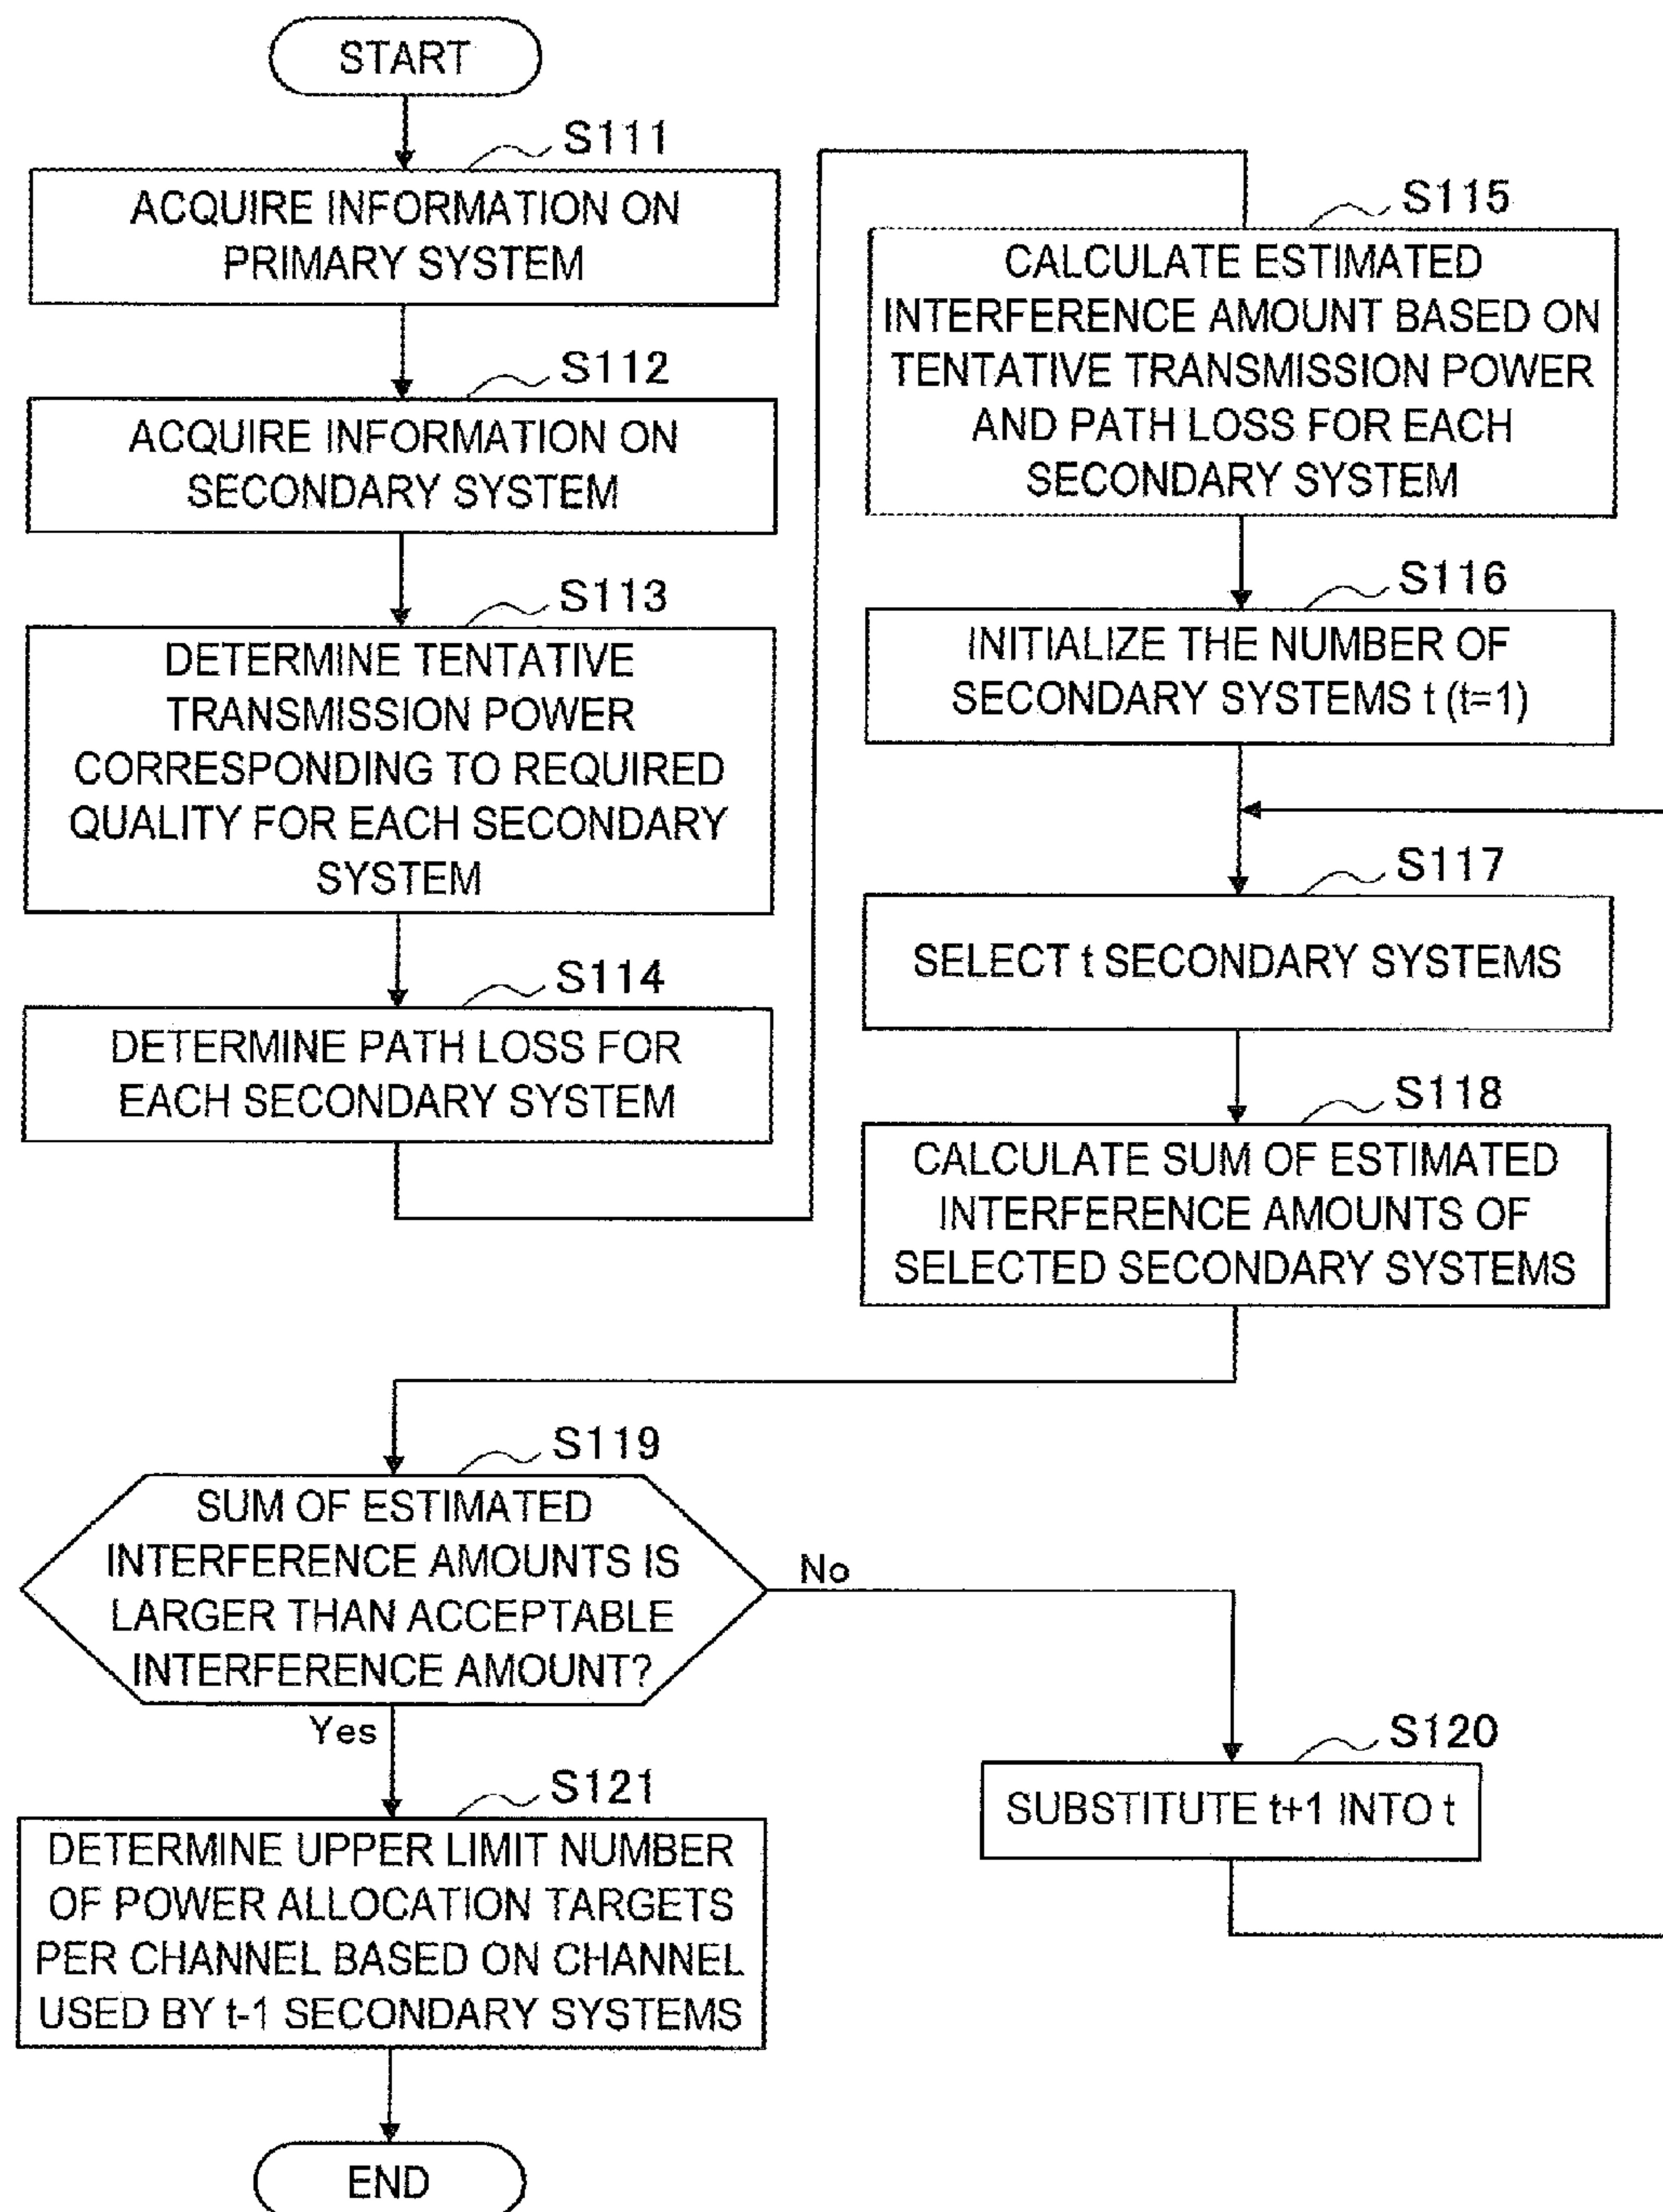 START
S111
ACQUIRE INFORMATION ON
PRIMARY SYSTEM
S112
ACQUIRE INFORMATION ON
SECONDARY SYSTEM
S113
DETERMINE TENTATIVE
TRANSMISSION POWER
CORRESPONDING TO REQUIRED
QUALITY FOR EACH SECONDARY
SYSTEM
S114
DETERMINE PATH LOSS FOR
EACH SECONDARY SYSTEM
S115
CALCULATE ESTIMATED
INTERFERENCE AMOUNT BASED ON
TENTATIVE TRANSMISSION POWER
AND PATH LOSS FOR EACH
SECONDARY SYSTEM
S116
INITIALIZE THE NUMBER OF
SECONDARY SYSTEMS t (t=1)
S117
SELECT t SECONDARY SYSTEMS
S118
CALCULATE SUM OF ESTIMATED
INTERFERENCE AMOUNTS OF
SELECTED SECONDARY SYSTEMS
S119
SUM OF ESTIMATED
INTERFERENCE AMOUNTS IS
LARGER THAN ACCEPTABLE
INTERFERENCE AMOUNT?
No
Yes
S120
SUBSTITUTE t+1 INTO t
S121
DETERMINE UPPER LIMIT NUMBER
OF POWER ALLOCATION TARGETS
PER CHANNEL BASED ON CHANNEL
USED BY t-1 SECONDARY SYSTEMS
END